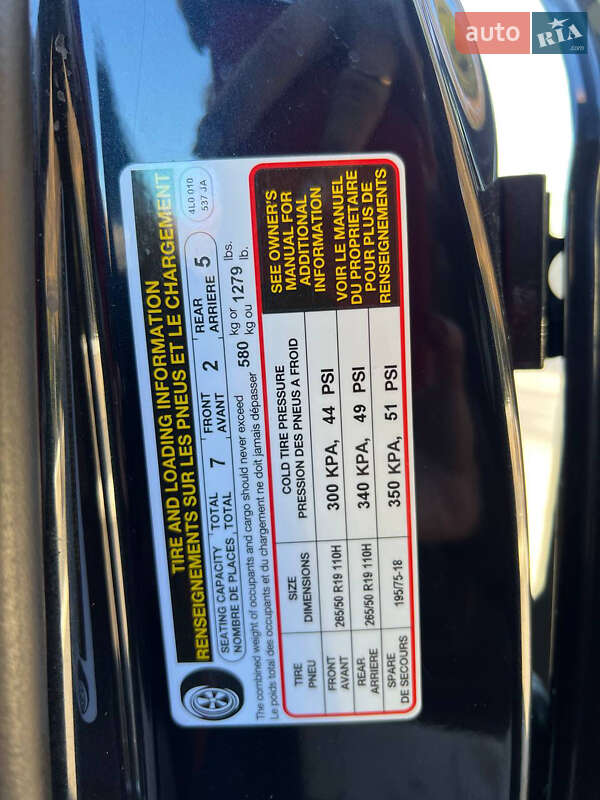 auto RIA .com
TIRE AND LOADING INFORMATION
RENSEIGNEMENTS SUR LES PNEUS ET LE CHARGEMENT
4L0 010
537 JA
SEATING CAPACITY TOTAL 7 FRONT 2 REAR 5
NOMBRE DE PLACES TOTAL AVANT ARRIERE
The combined weight of occupants and cargo should never exceed 580 kg or 1279 lbs.
Le poids total des occupants et du chargement ne doit jamais dépasser kg ou lb.
TIRE SIZE COLD TIRE PRESSURE
PNEU DIMENSIONS PRESSION DES PNEUS A FROID
FRONT
AVANT 265/50 R19 110H 300 KPA, 44 PSI
REAR
ARRIERE 265/50 R19 110H 340 KPA, 49 PSI
SPARE
DE SECOURS 195/75-18 350 KPA, 51 PSI
SEE OWNER'S
MANUAL FOR
ADDITIONAL
INFORMATION
VOIR LE MANUEL
DU PROPRIETAIRE
POUR PLUS DE
RENSEIGNEMENTS